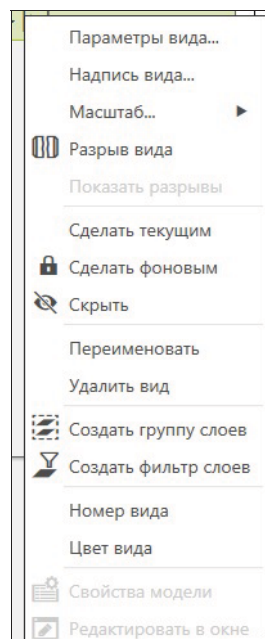 Параметры вида...
Надпись вида...
Масштаб...
Разрыв вида
Показать разрывы
Сделать текущим
Сделать фоновым
Скрыть
Переименовать
Удалить вид
Создать группу слоев
Создать фильтр слоев
Номер вида
Цвет вида
Свойства модели
Редактировать в окне